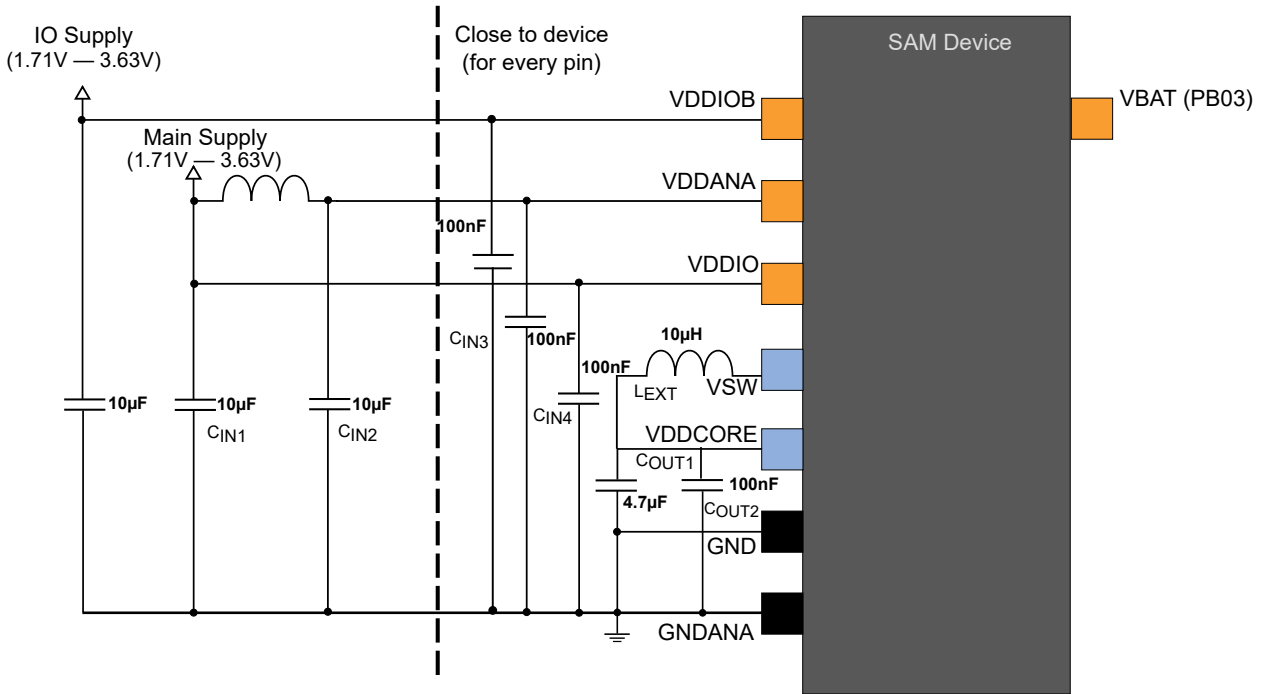 IO Supply
(1.71V — 3.63V)
Close to device
(for every pin)
SAM Device
VDDIOB
VBAT (PB03)
Main Supply
(1.71V — 3.63V)
VDDANA
100nF
VDDIO
CIN3
100nF
10µH
100nF
LEXT
VSW
10µF
10µF
10µF
CIN1
CIN2
CIN4
VDDCORE
COUT1
4.7µF
100nF
COUT2
GND
GNDANA